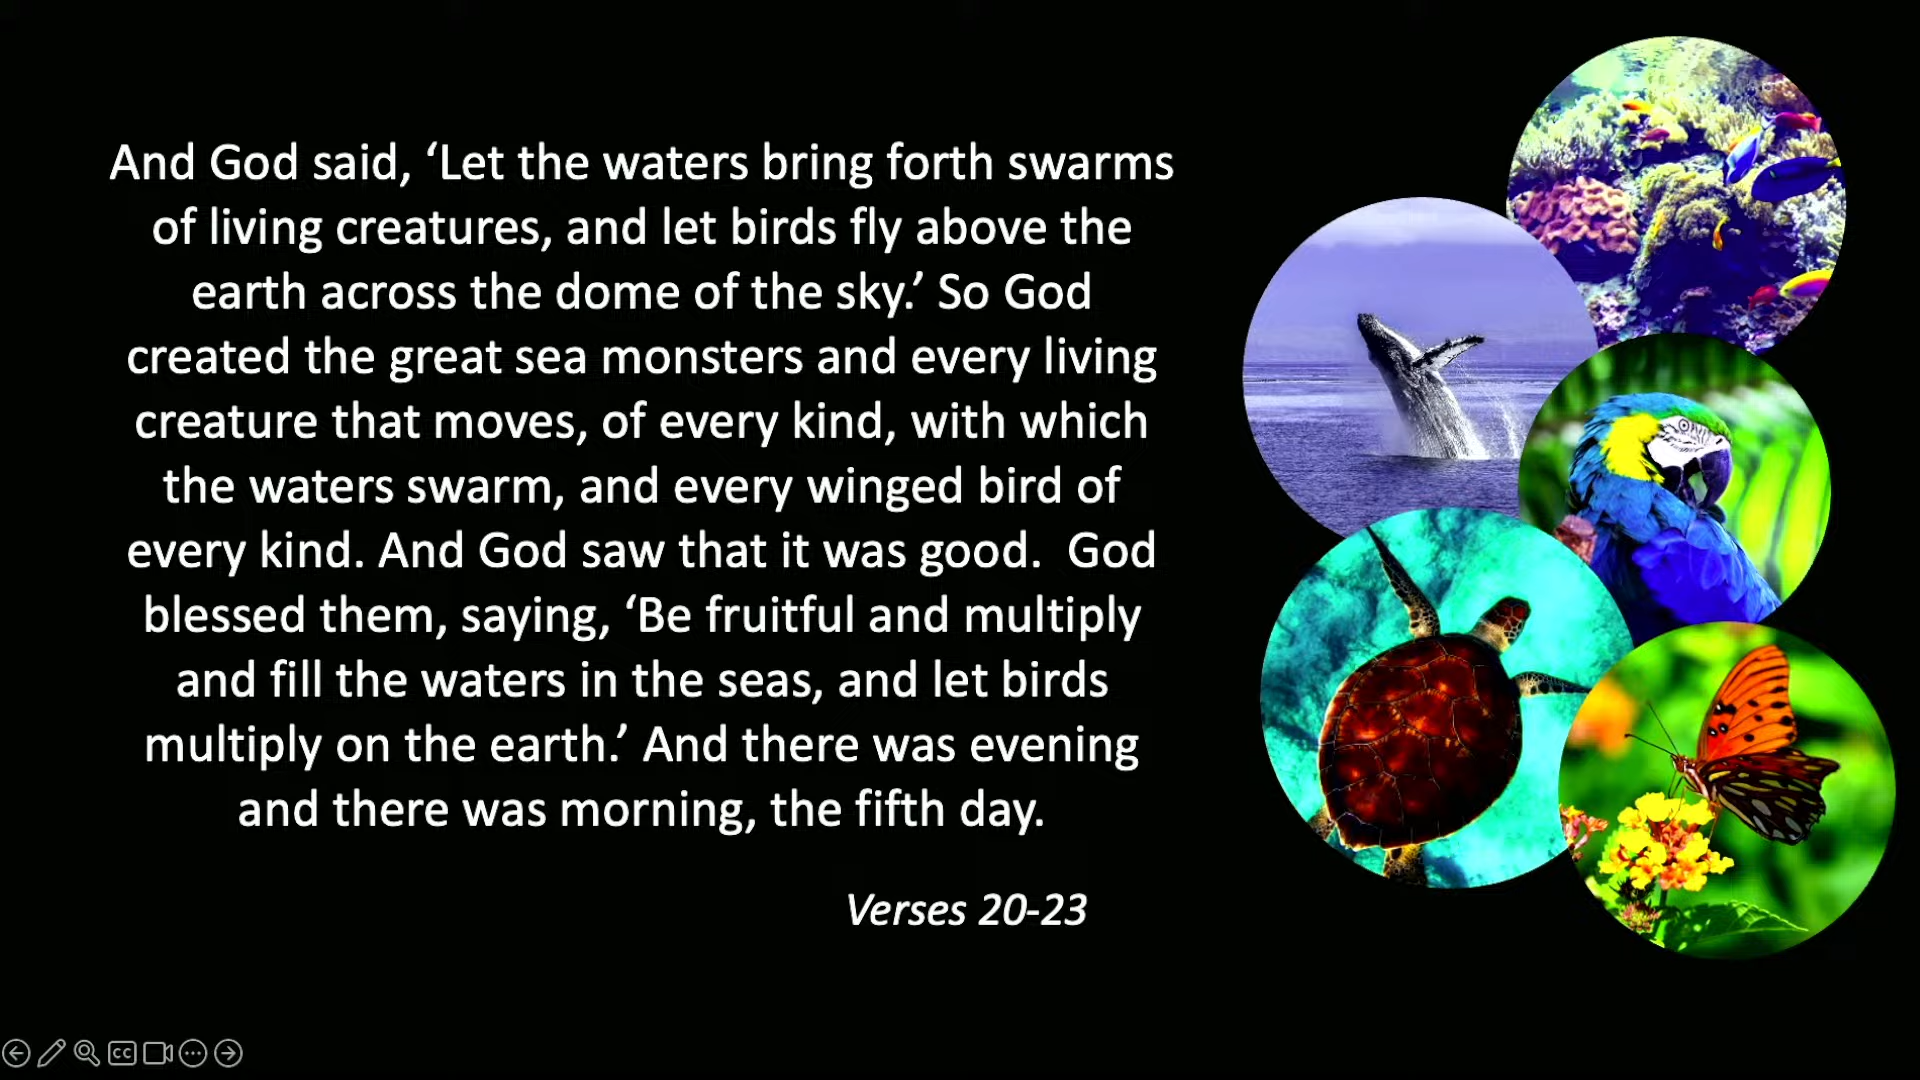 And God said, ‘Let the waters bring forth swarms
of living creatures, and let birds fly above the
earth across the dome of the sky.’ So God
created the great sea monsters and every living
creature that moves, of every kind, with which
the waters swarm, and every winged bird of
every kind. And God saw that it was good.  God
blessed them, saying, ‘Be fruitful and multiply
and fill the waters in the seas, and let birds
multiply on the earth.’ And there was evening
and there was morning, the fifth day.
Verses 20-23
CC